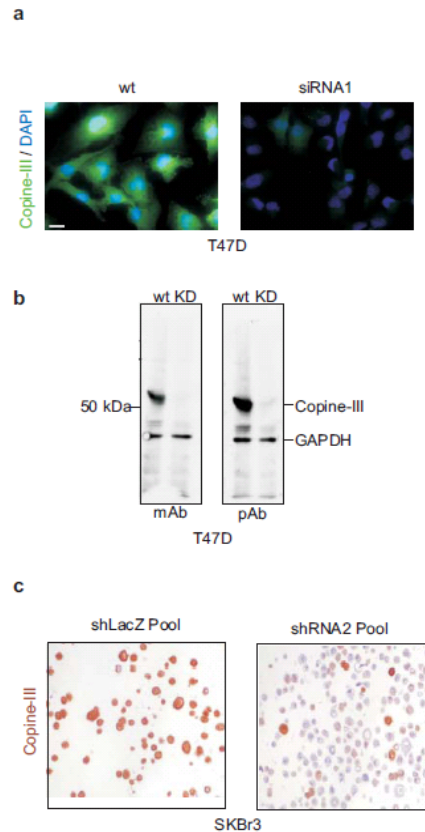 a
wt siRNA1
Copine-III / DAPI
T47D
b
wt KD wt KD
50 kDa Copine-III
GAPDH
mAb pAb
T47D
c
shLacZ Pool shRNA2 Pool
Copine-III
SKBr3